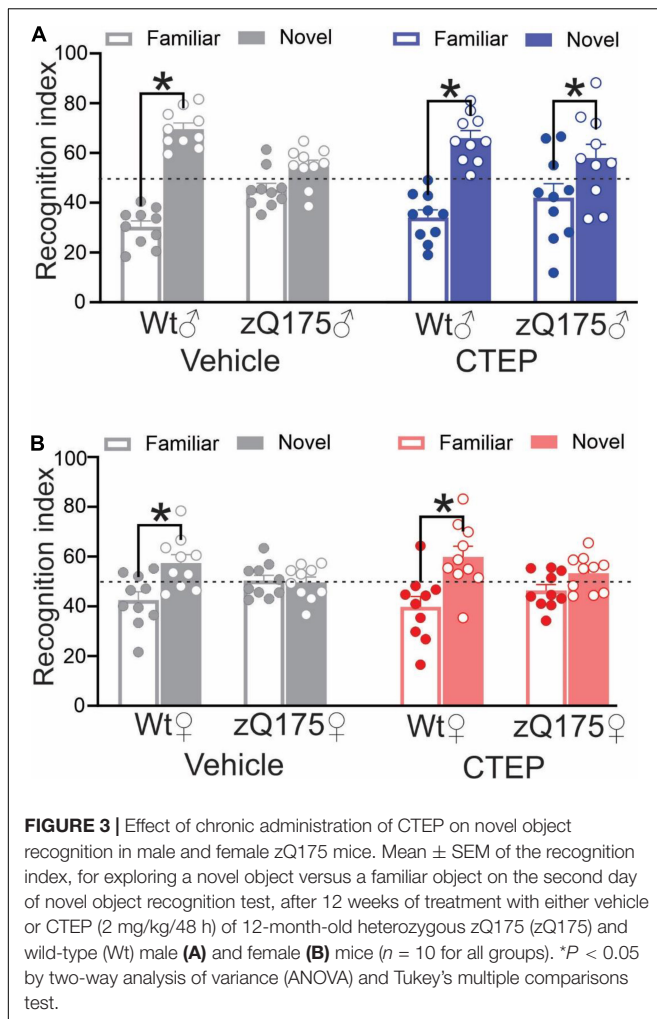 A
Familiar Novel Familiar Novel
100
80
60
40
20
0
Recognition index
* * *
Wt♂ zQ175♂ Wt♂ zQ175♂
Vehicle CTEP
B
Familiar Novel Familiar Novel
100
80
60
40
20
0
Recognition index
* *
Wt♀ zQ175♀ Wt♀ zQ175♀
Vehicle CTEP
FIGURE 3 | Effect of chronic administration of CTEP on novel object
recognition in male and female zQ175 mice. Mean ± SEM of the recognition
index, for exploring a novel object versus a familiar object on the second day
of novel object recognition test, after 12 weeks of treatment with either vehicle
or CTEP (2 mg/kg/48 h) of 12-month-old heterozygous zQ175 (zQ175) and
wild-type (Wt) male (A) and female (B) mice (n = 10 for all groups). *P < 0.05
by two-way analysis of variance (ANOVA) and Tukey's multiple comparisons
test.